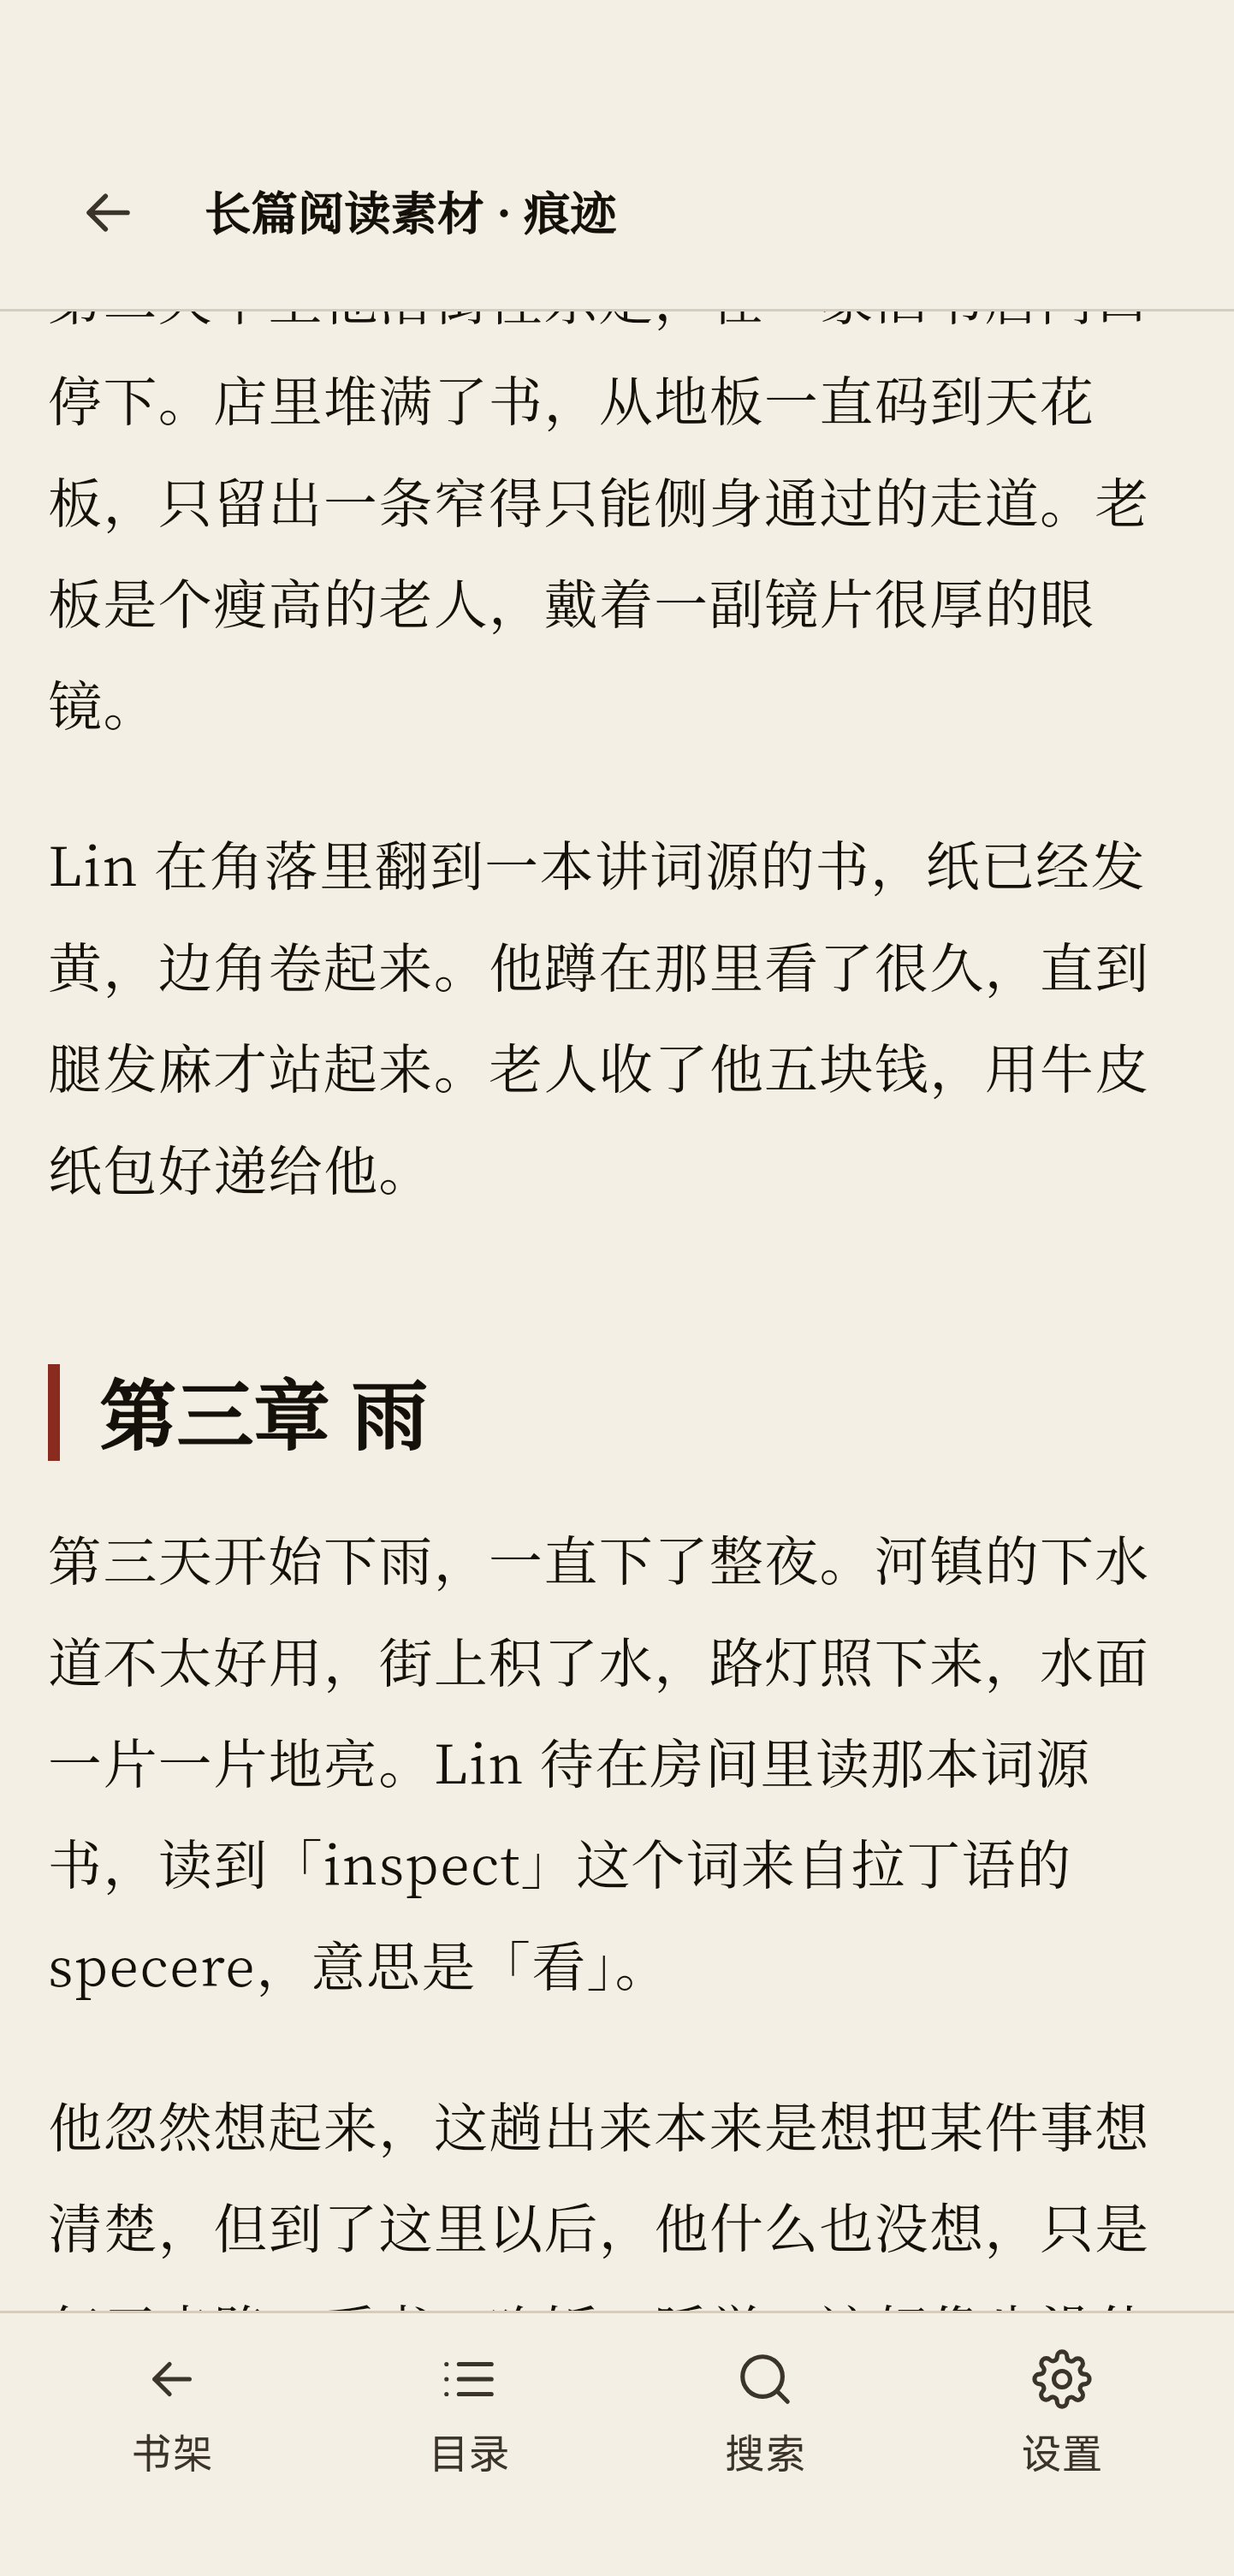 长篇阅读素材 · 痕迹
停下。店里堆满了书，从地板一直码到天花
板，只留出一条窄得只能侧身通过的走道。老
板是个瘦高的老人，戴着一副镜片很厚的眼
镜。
Lin 在角落里翻到一本讲词源的书，纸已经发
黄，边角卷起来。他蹲在那里看了很久，直到
腿发麻才站起来。老人收了他五块钱，用牛皮
纸包好递给他。
第三章 雨
第三天开始下雨，一直下了整夜。河镇的下水
道不太好用，街上积了水，路灯照下来，水面
一片一片地亮。Lin 待在房间里读那本词源
书，读到「inspect」这个词来自拉丁语的
specere，意思是「看」。
他忽然想起来，这趟出来本来是想把某件事想
清楚，但到了这里以后，他什么也没想，只是
书架
目录
搜索
设置